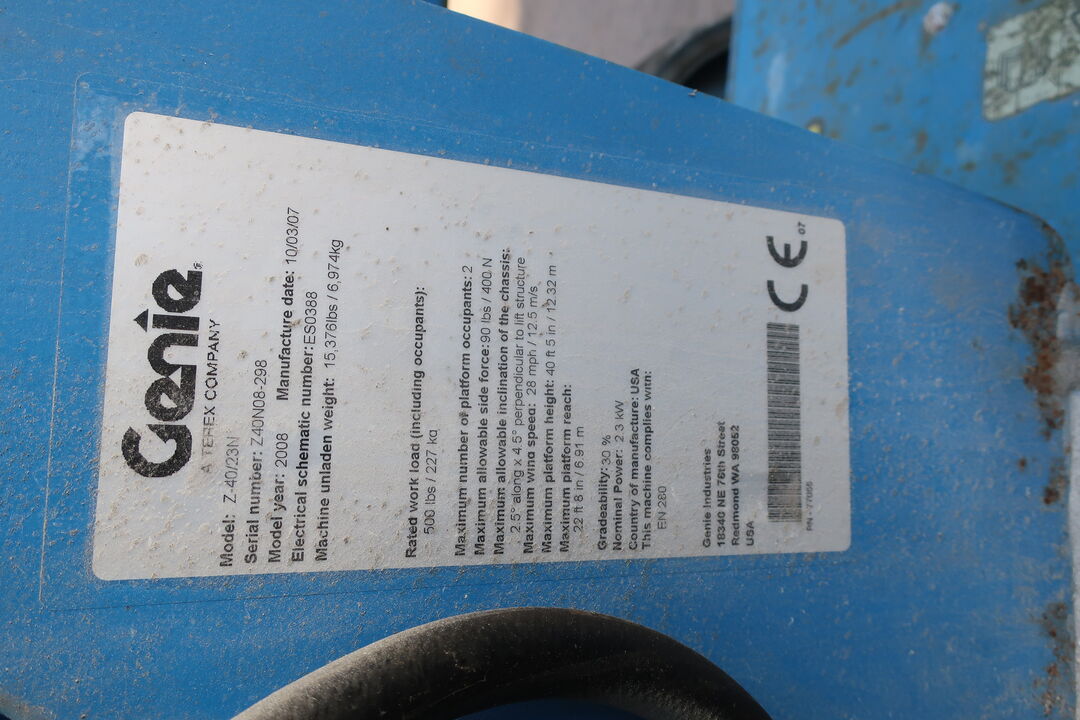 Genie
A TEREX COMPANY
Model: Z-40/23N
Serial number: Z40N08-298
Model year: 2008 Manufacture date: 10/03/07
Electrical schematic number: ES0388
Machine unladen weight: 15,376lbs / 6,974kg
Rated work load (including occupants):
500 lbs / 227 kg
Maximum number of platform occupants: 2
Maximum allowable side force: 90 lbs / 400 N
Maximum allowable inclination of the chassis:
2.5° along x 4.5° perpendicular to lift structure
Maximum wind speed: 28 mph / 12.5 m/s
Maximum platform height: 40 ft 5 in / 12.32 m
Maximum platform reach:
22 ft 8 in / 6.91 m
Gradeability: 30 %
Nominal Power: 2.3 kW
Country of manufacture: USA
This machine complies with:
EN 280
Genie Industries
18340 NE 76th Street
Redmond WA 98052
USA
CE 07
PN - 77055